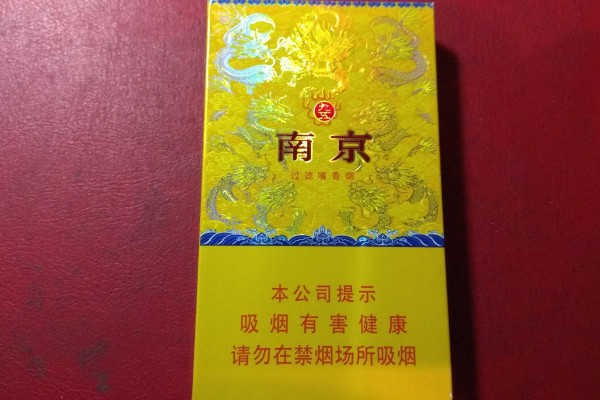 南京
过滤嘴香烟
本公司提示
吸烟有害健康
请勿在禁烟场所吸烟